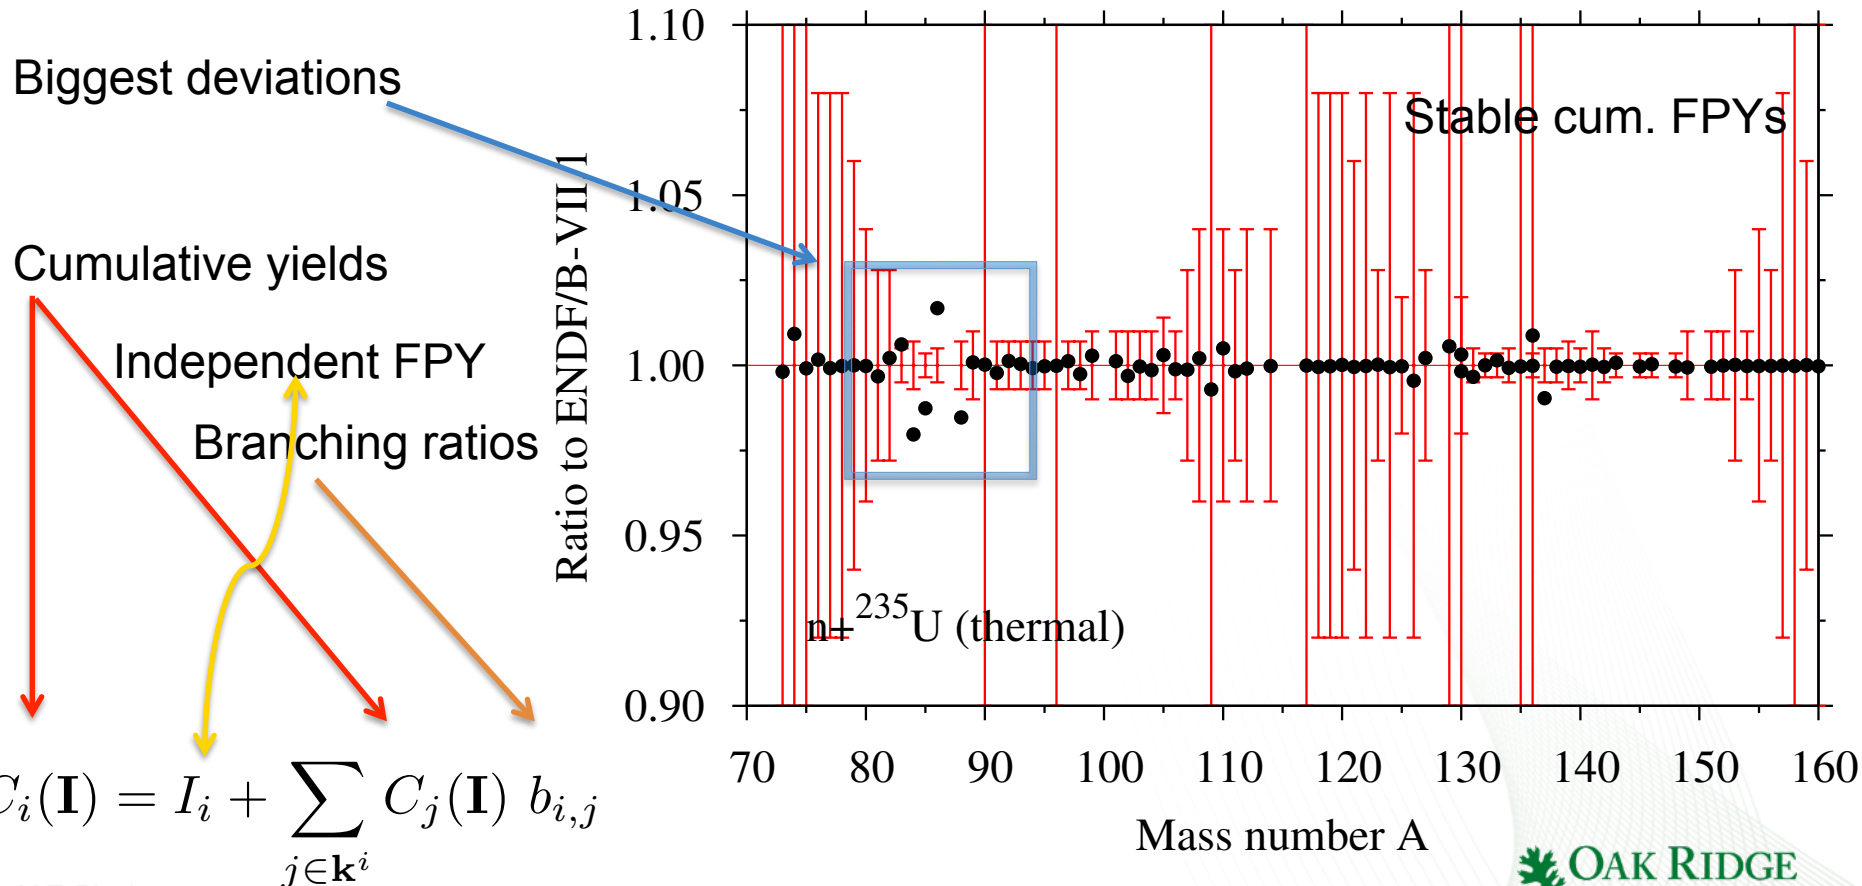 Biggest deviations
Cumulative yields
Independent FPY
Branching ratios
C_i(I) = I_i + ∑_{j∈k^i} C_j(I) b_{i,j}
Ratio to ENDF/B-VII.1
1.10
1.05
1.00
0.95
0.90
Stable cum. FPYs
n+^{235}U (thermal)
70 80 90 100 110 120 130 140 150 160
Mass number A
OAK RIDGE